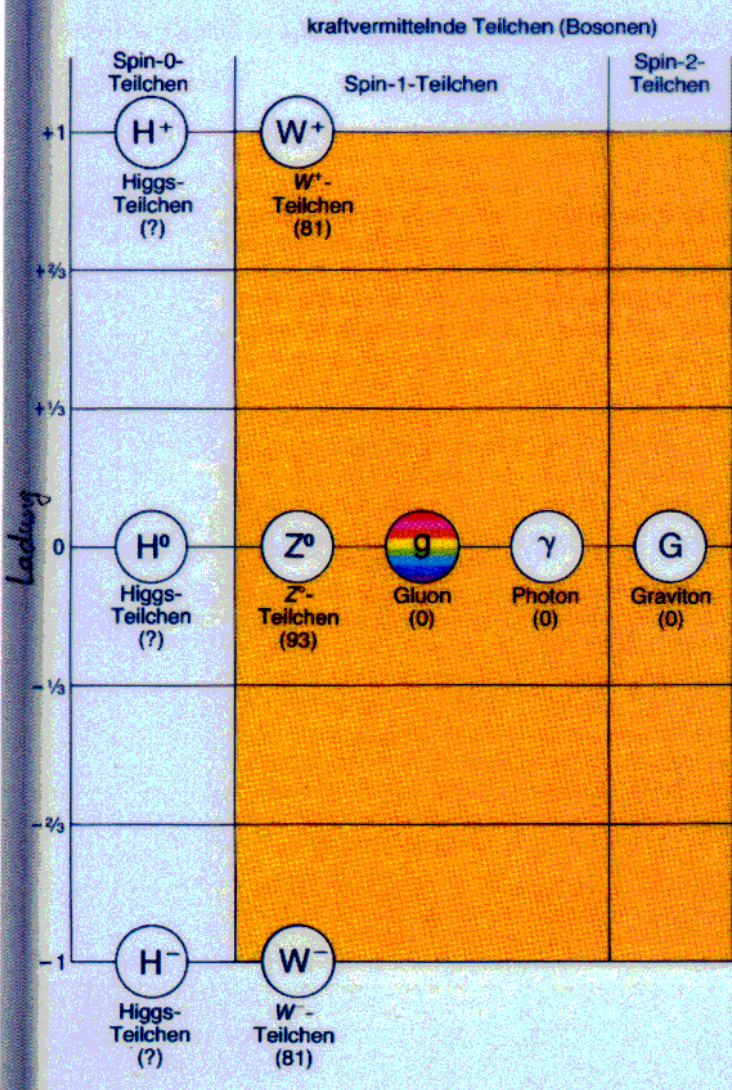 kraftvermittelnde Teilchen (Bosonen)
Spin-0-
Teilchen
Spin-1-Teilchen
Spin-2-
Teilchen
+1
H⁺
Higgs-
Teilchen
(?)
W⁺
W⁺-
Teilchen
(81)
+⅔
+⅓
Ladung
0
H⁰
Higgs-
Teilchen
(?)
Z⁰
Z°-
Teilchen
(93)
g
Gluon
(0)
γ
Photon
(0)
G
Graviton
(0)
-⅓
-⅔
-1
H⁻
Higgs-
Teilchen
(?)
W⁻
W⁻-
Teilchen
(81)